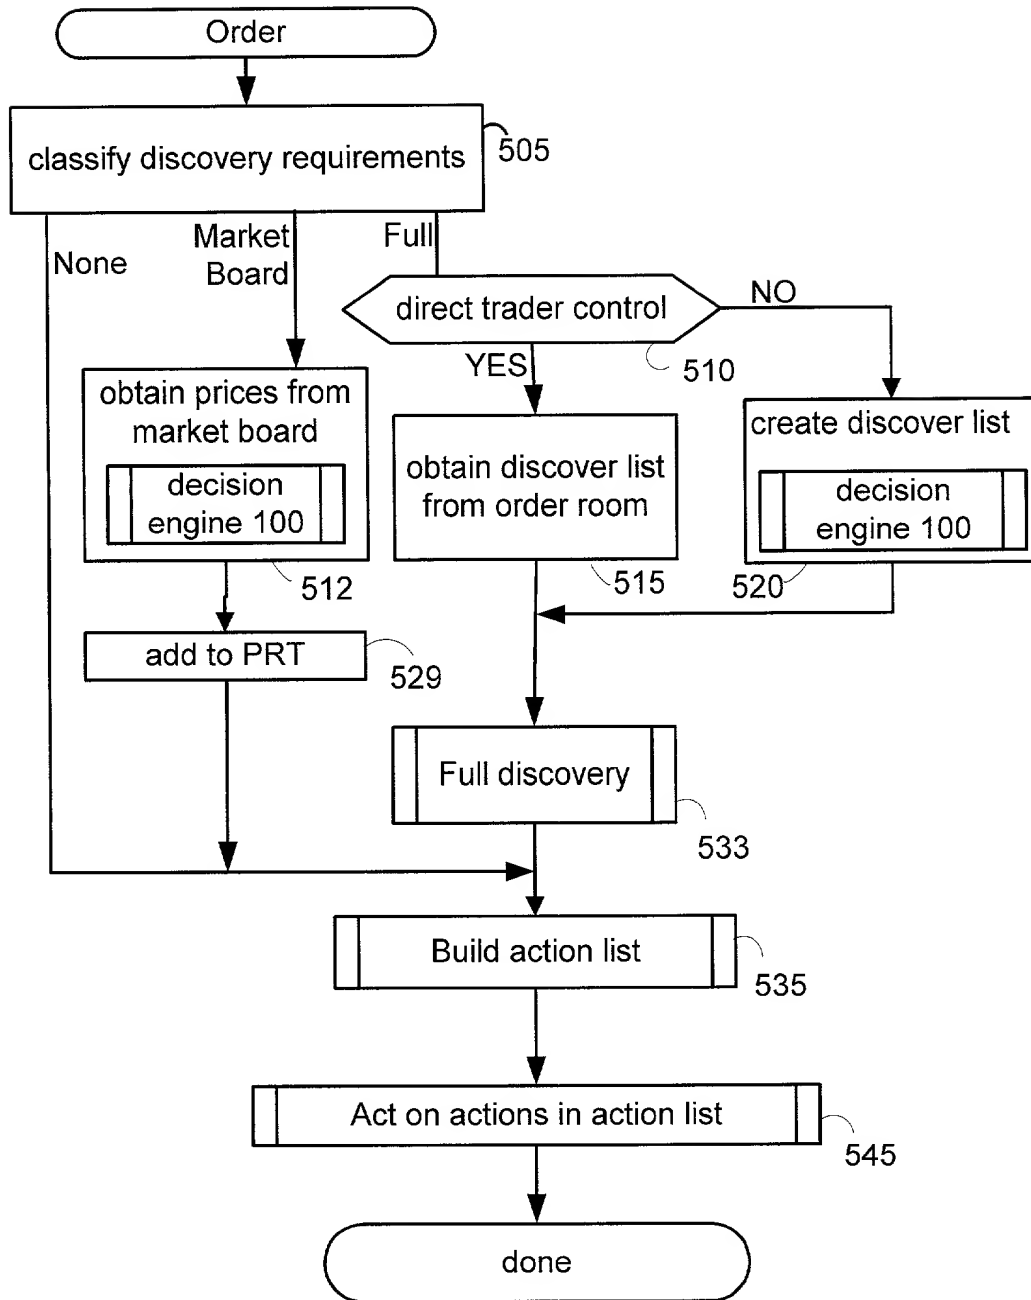 Order
classify discovery requirements
505
None
Market
Board
Full
direct trader control
NO
YES
510
obtain prices from
market board
decision
engine 100
512
obtain discover list
from order room
515
create discover list
decision
engine 100
520
add to PRT
529
Full discovery
533
Build action list
535
Act on actions in action list
545
done